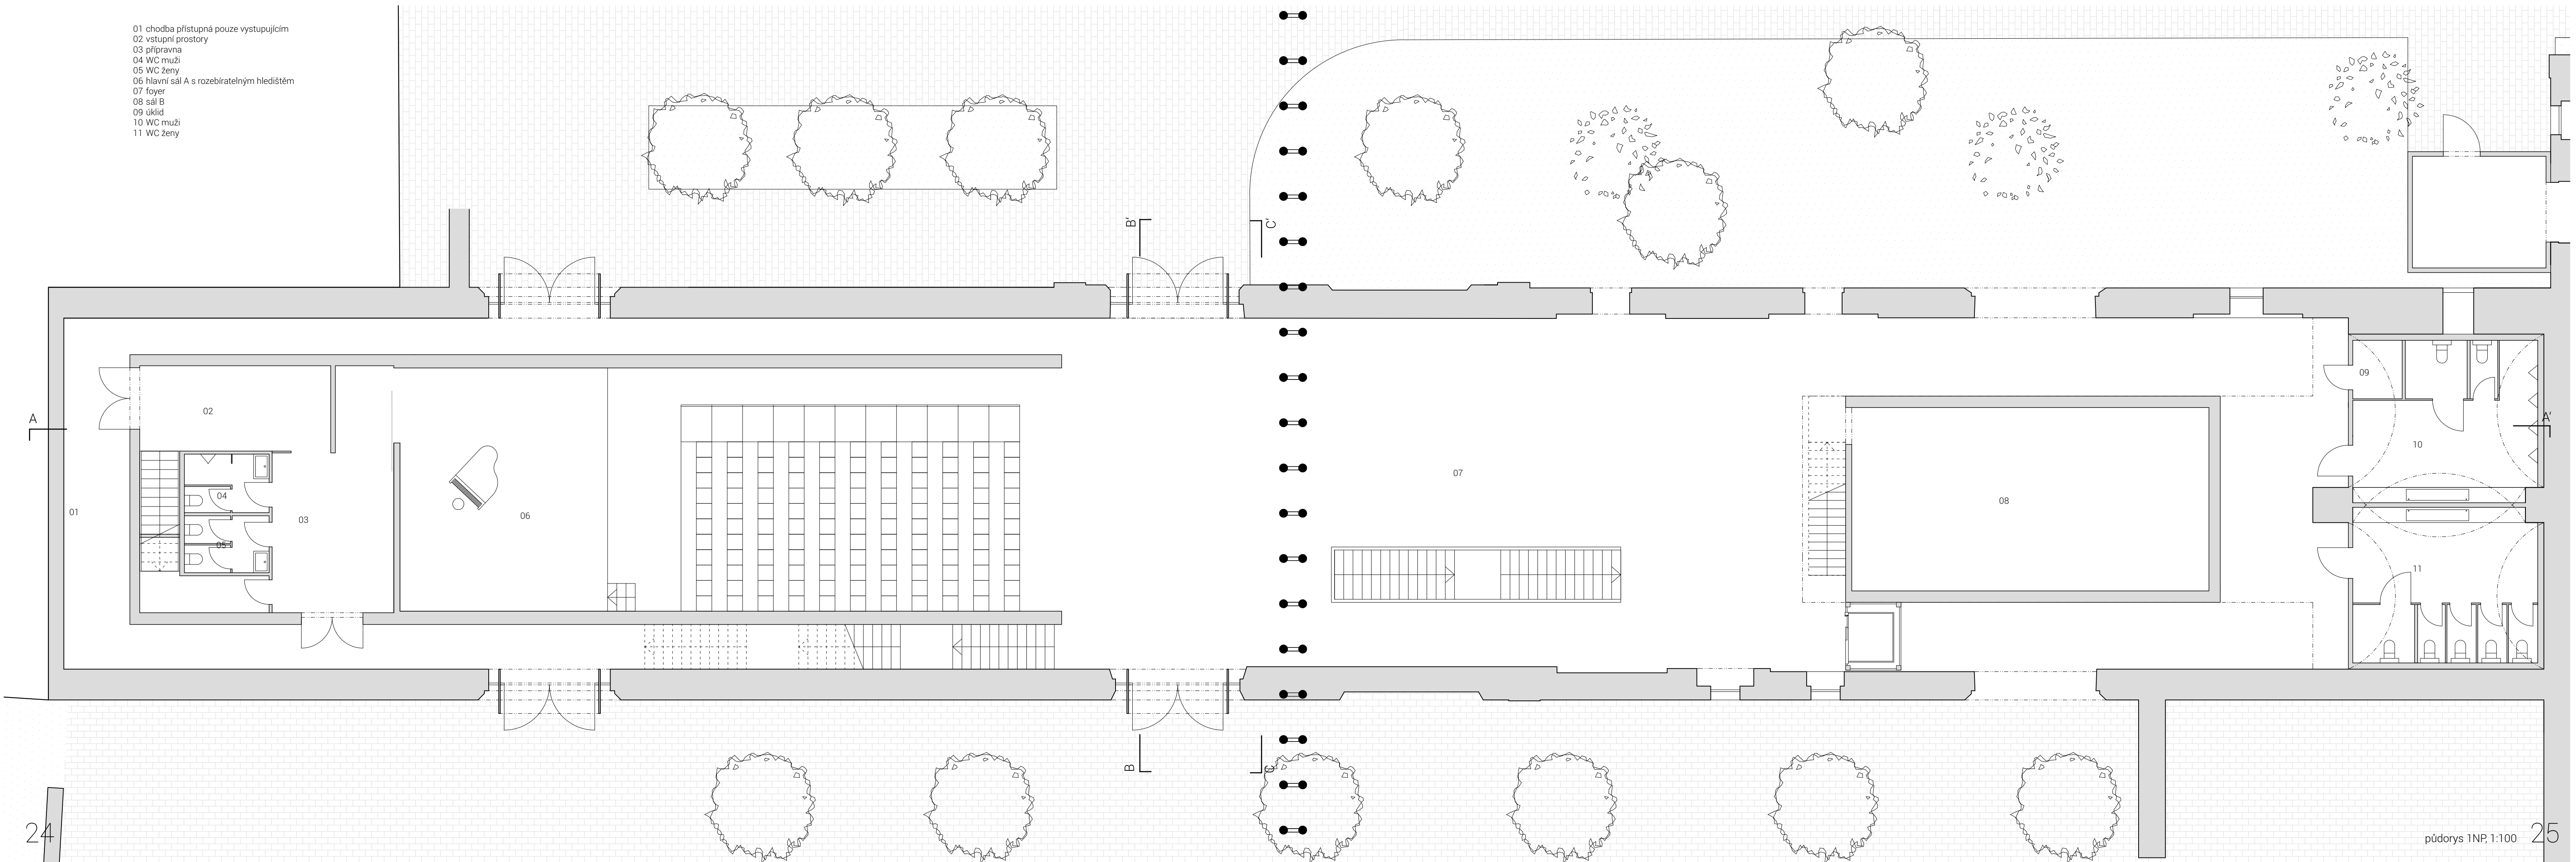 01 chodba přístupná pouze vystupujícím
02 vstupní prostory
03 přípravna
04 WC muži
05 WC ženy
06 hlavní sál A s rozebíratelným hledištěm
07 foyer
08 sál B
09 úklid
10 WC muži
11 WC ženy
B'
C'
A
A'
01
02
03
04
05
06
07
08
09
10
11
B
C
24
půdorys 1NP, 1:100
25